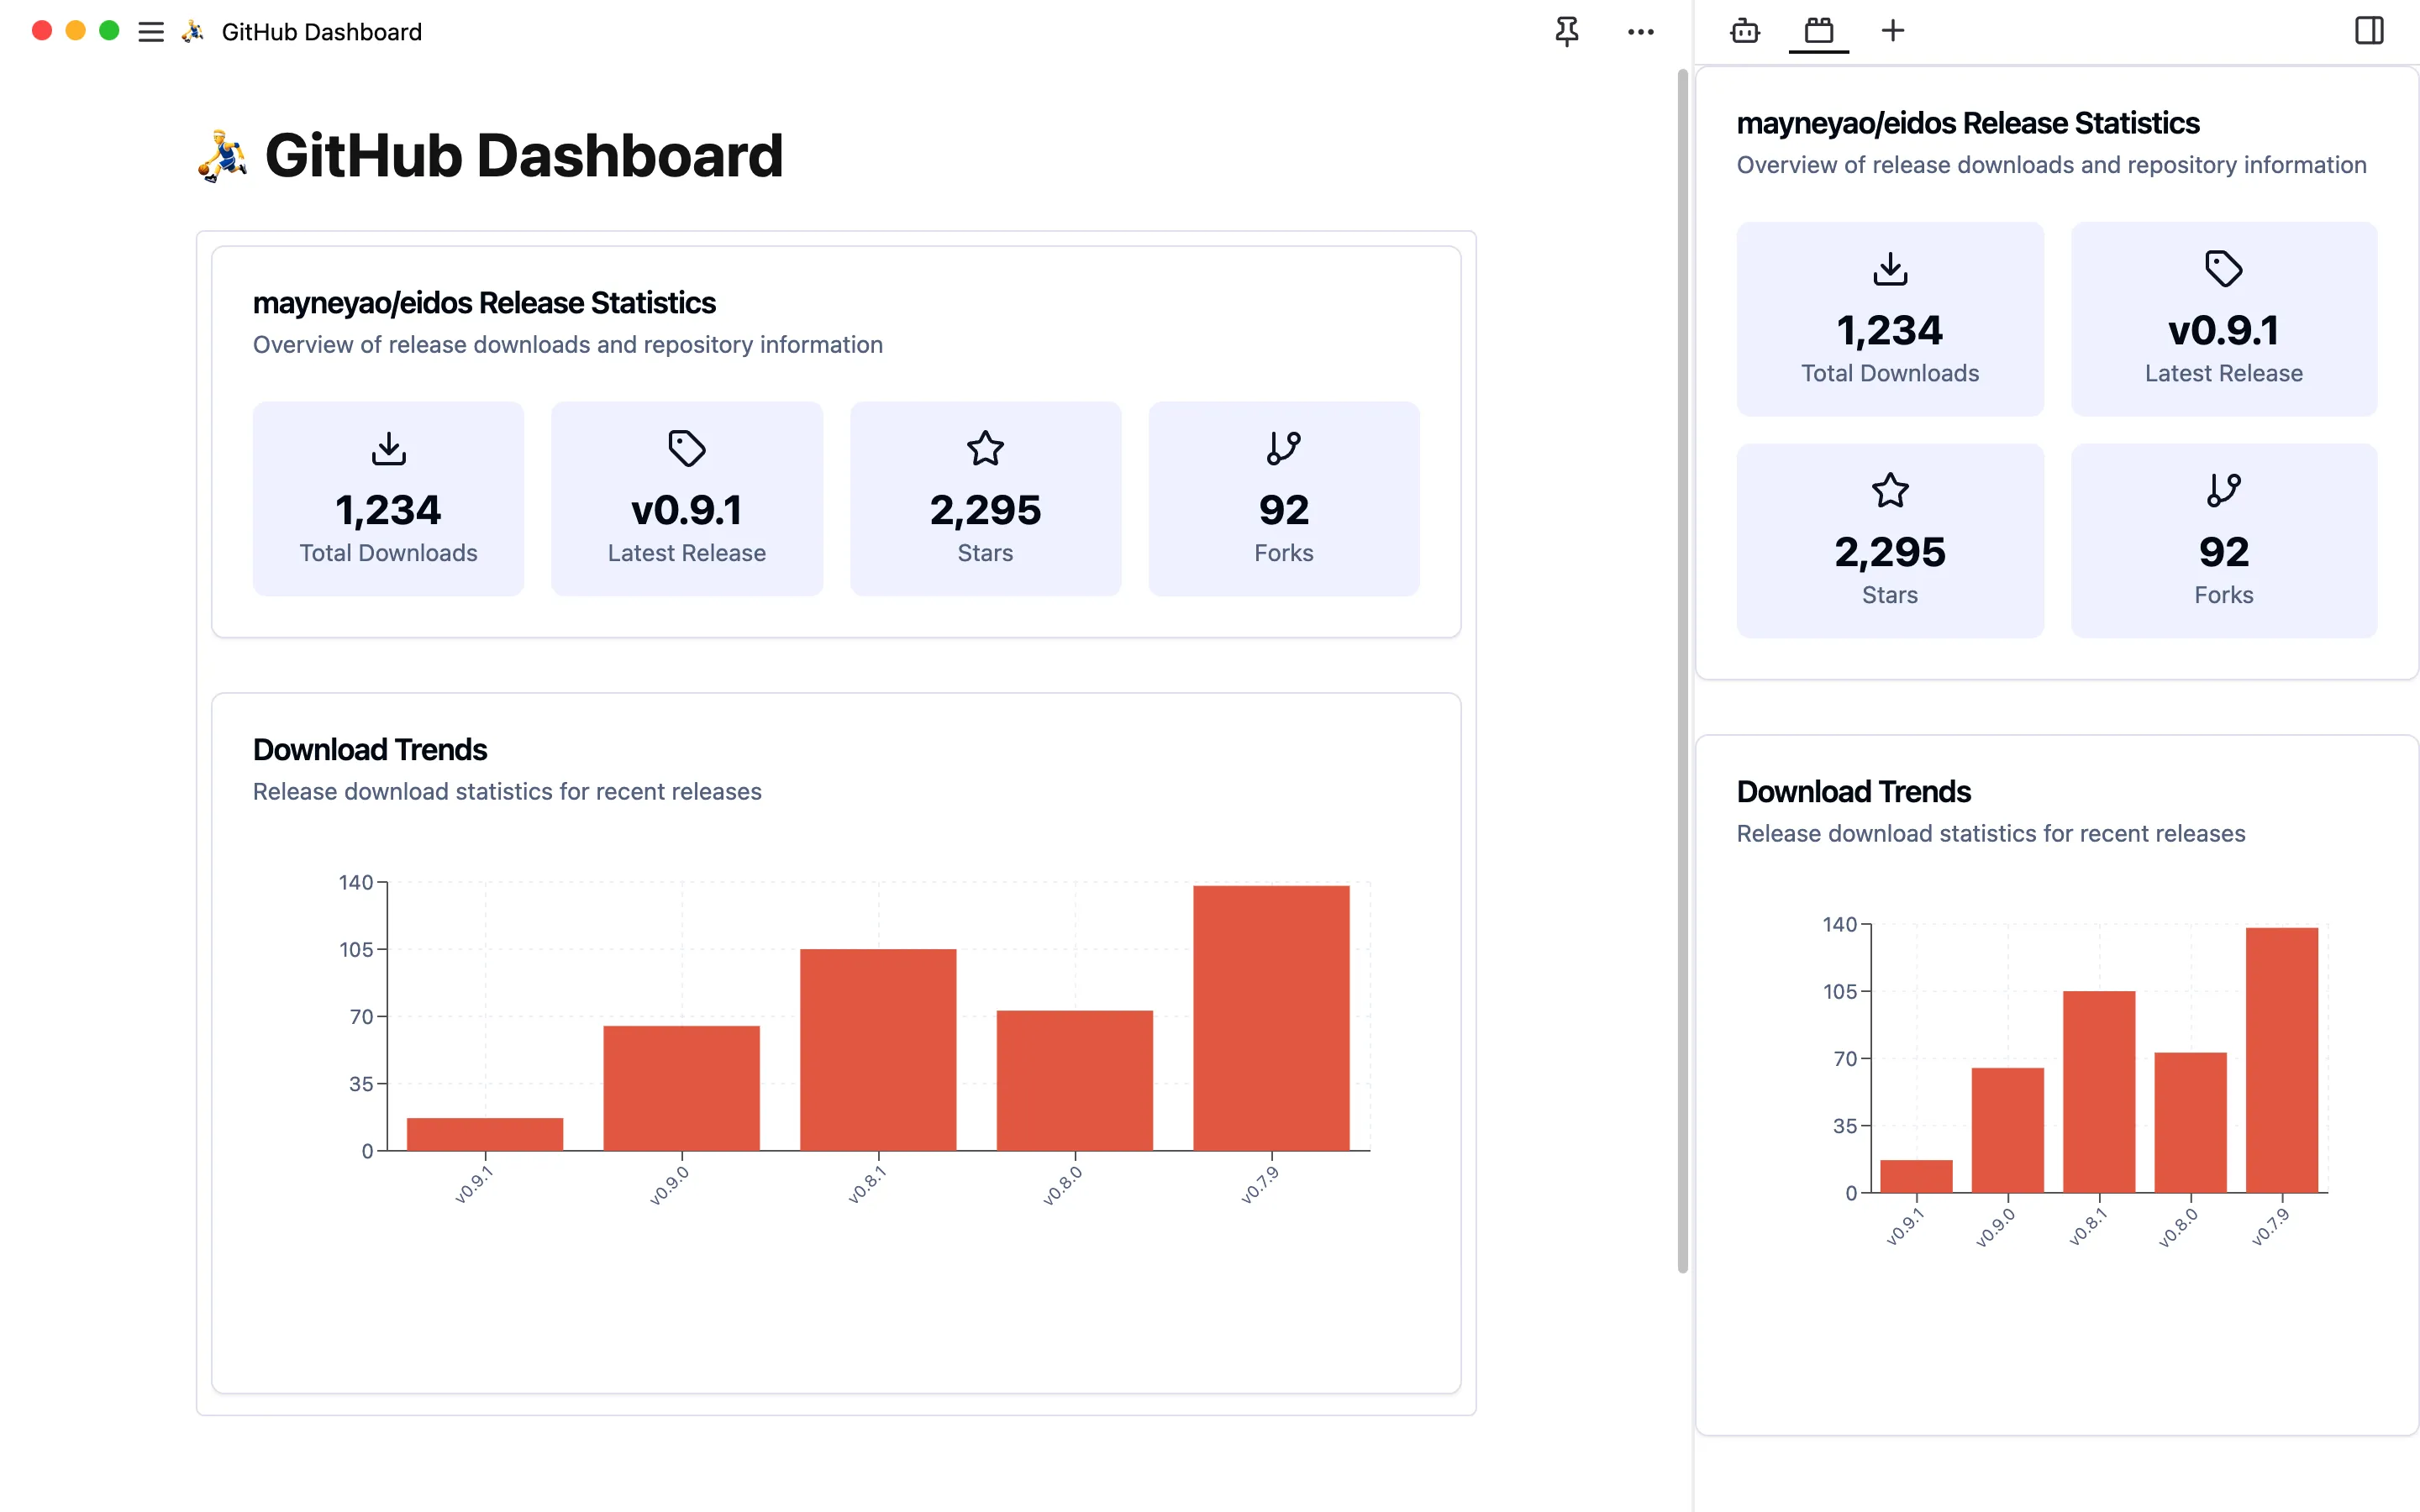 GitHub Dashboard
GitHub Dashboard
mayneyao/eidos Release Statistics
Overview of release downloads and repository information
1,234
Total Downloads
v0.9.1
Latest Release
2,295
Stars
92
Forks
Download Trends
Release download statistics for recent releases
140
105
70
35
0
v0.9.1
v0.9.0
v0.8.1
v0.8.0
v0.7.9
mayneyao/eidos Release Statistics
Overview of release downloads and repository information
1,234
Total Downloads
v0.9.1
Latest Release
2,295
Stars
92
Forks
Download Trends
Release download statistics for recent releases
140
105
70
35
0
v0.9.1
v0.9.0
v0.8.1
v0.8.0
v0.7.9